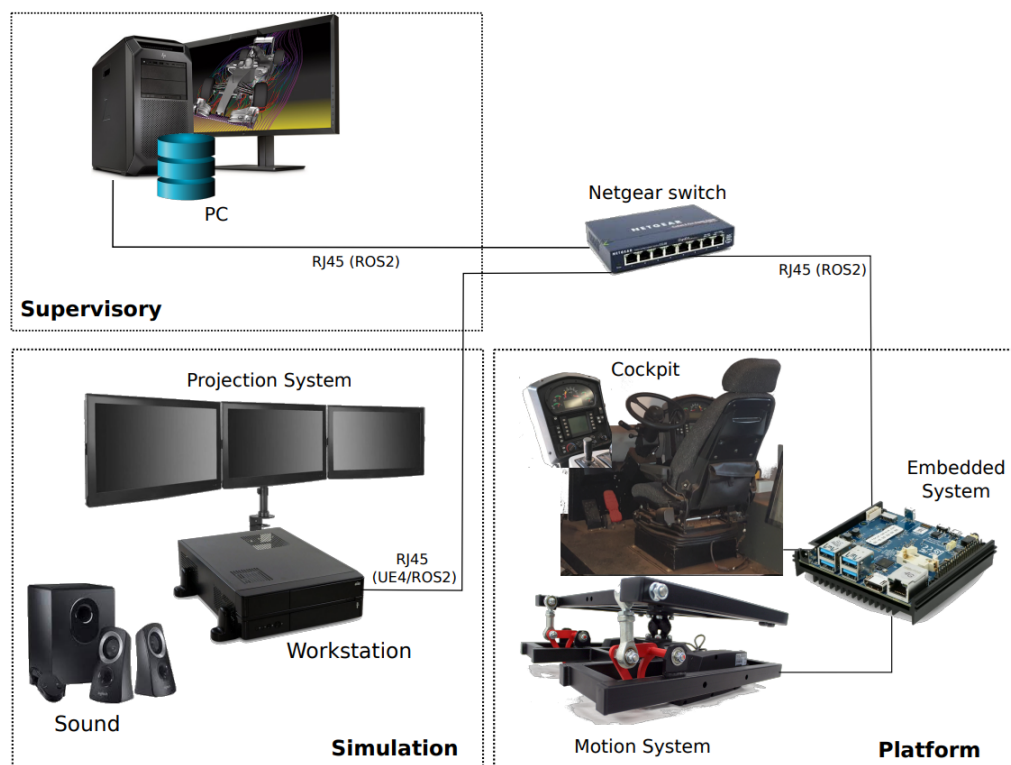 PC
Netgear switch
NETGEAR
NETGEAR
RJ45 (ROS2)
RJ45 (ROS2)
Supervisory
Projection System
Cockpit
Embedded
System
RJ45
(UE4/ROS2)
Workstation
Sound
Simulation
Motion System
Platform